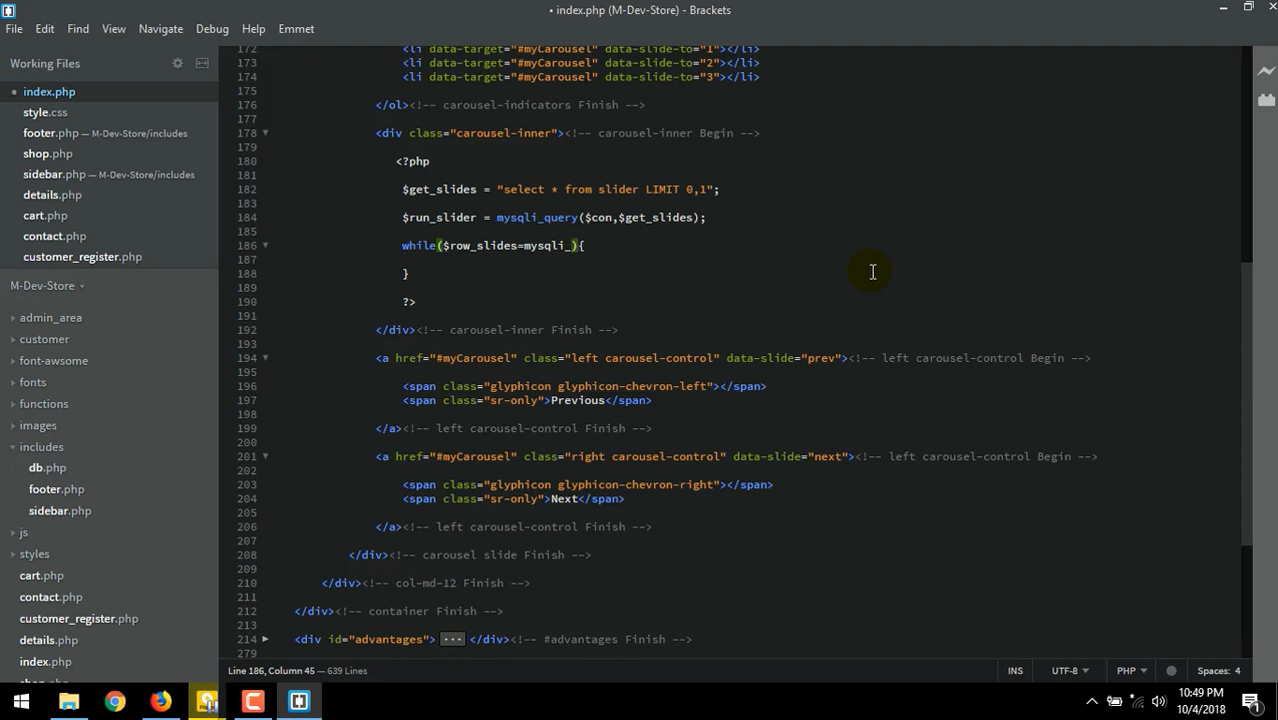 • index.php (M-Dev-Store) - Brackets
File Edit Find View Navigate Debug Help Emmet
Working Files
index.php
style.css
footer.php — M-Dev-Store/includes
shop.php
sidebar.php — M-Dev-Store/includes
details.php
cart.php
contact.php
customer_register.php
M-Dev-Store
admin_area
customer
font-awsome
fonts
functions
images
includes
db.php
footer.php
sidebar.php
js
styles
cart.php
contact.php
customer_register.php
details.php
index.php
172 <li data-target="#myCarousel" data-slide-to="1"></li>
173 <li data-target="#myCarousel" data-slide-to="2"></li>
174 <li data-target="#myCarousel" data-slide-to="3"></li>
175
176 </ol><!-- carousel-indicators Finish -->
177
178 <div class="carousel-inner"><!-- carousel-inner Begin -->
179
180 <?php
181
182 $get_slides = "select * from slider LIMIT 0,1";
183
184 $run_slider = mysqli_query($con,$get_slides);
185
186 while($row_slides=mysqli_){
187
188 }
189
190 ?>
191
192 </div><!-- carousel-inner Finish -->
193
194 <a href="#myCarousel" class="left carousel-control" data-slide="prev"><!-- left carousel-control Begin -->
195
196 <span class="glyphicon glyphicon-chevron-left"></span>
197 <span class="sr-only">Previous</span>
198
199 </a><!-- left carousel-control Finish -->
200
201 <a href="#myCarousel" class="right carousel-control" data-slide="next"><!-- left carousel-control Begin -->
202
203 <span class="glyphicon glyphicon-chevron-right"></span>
204 <span class="sr-only">Next</span>
205
206 </a><!-- left carousel-control Finish -->
207
208 </div><!-- carousel slide Finish -->
209
210 </div><!-- col-md-12 Finish -->
211
212 </div><!-- container Finish -->
213
214 <div id="advantages"> ... </div><!-- #advantages Finish -->
279
Line 186, Column 45 — 639 Lines
INS UTF-8 PHP Spaces: 4
10:49 PM
10/4/2018